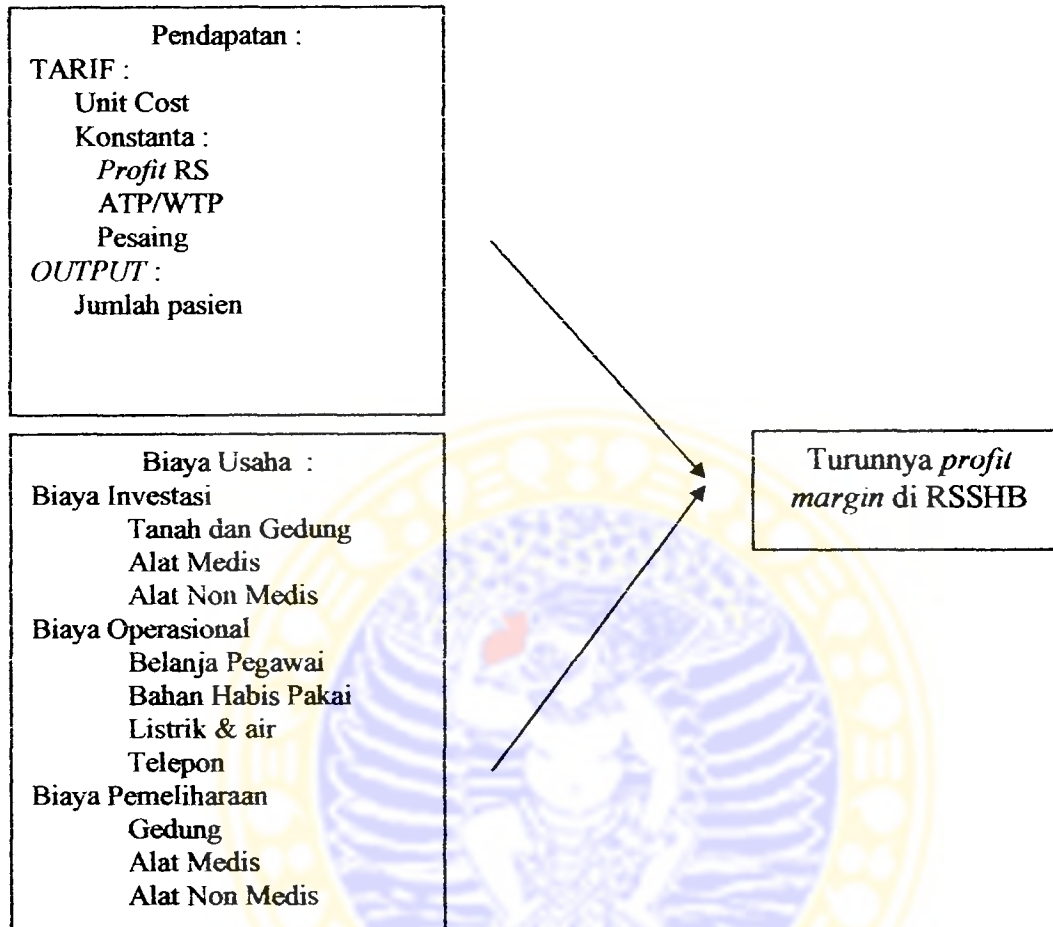 Pendapatan :
TARIF :
Unit Cost
Konstanta :
Profit RS
ATP/WTP
Pesaing
OUTPUT :
Jumlah pasien
Biaya Usaha :
Biaya Investasi
Tanah dan Gedung
Alat Medis
Alat Non Medis
Biaya Operasional
Belanja Pegawai
Bahan Habis Pakai
Listrik & air
Telepon
Biaya Pemeliharaan
Gedung
Alat Medis
Alat Non Medis
Turunnya profit
margin di RSSHB